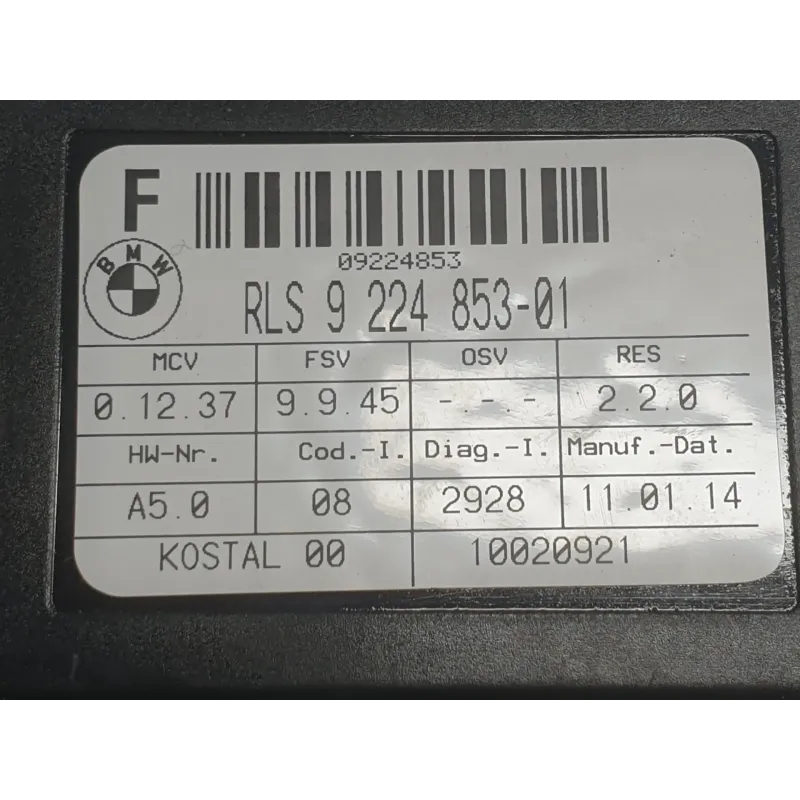 F
09224853
BMW
RLS 9 224 853-01
MCV FSV OSV RES
0.12.37 9.9.45 -.-.- 2.2.0
HW-Nr. Cod.-I. Diag.-I. Manuf.-Dat.
A5.0 08 2928 11.01.14
KOSTAL 00 10020921